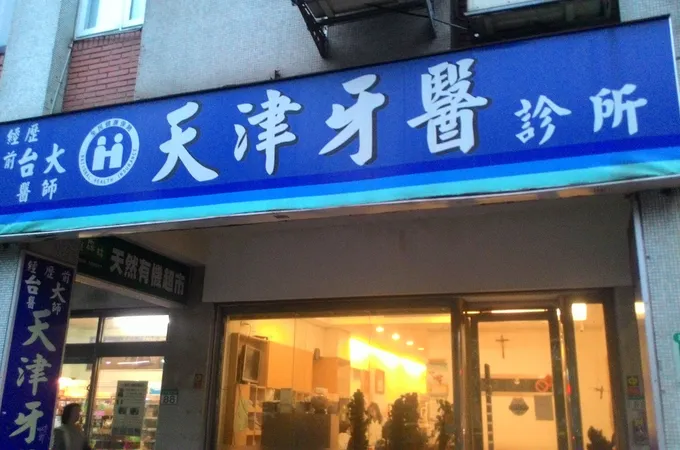 經歷
前台大
醫師
天津牙醫診所
天然有機超市
經歷前
台大
醫師
天津牙